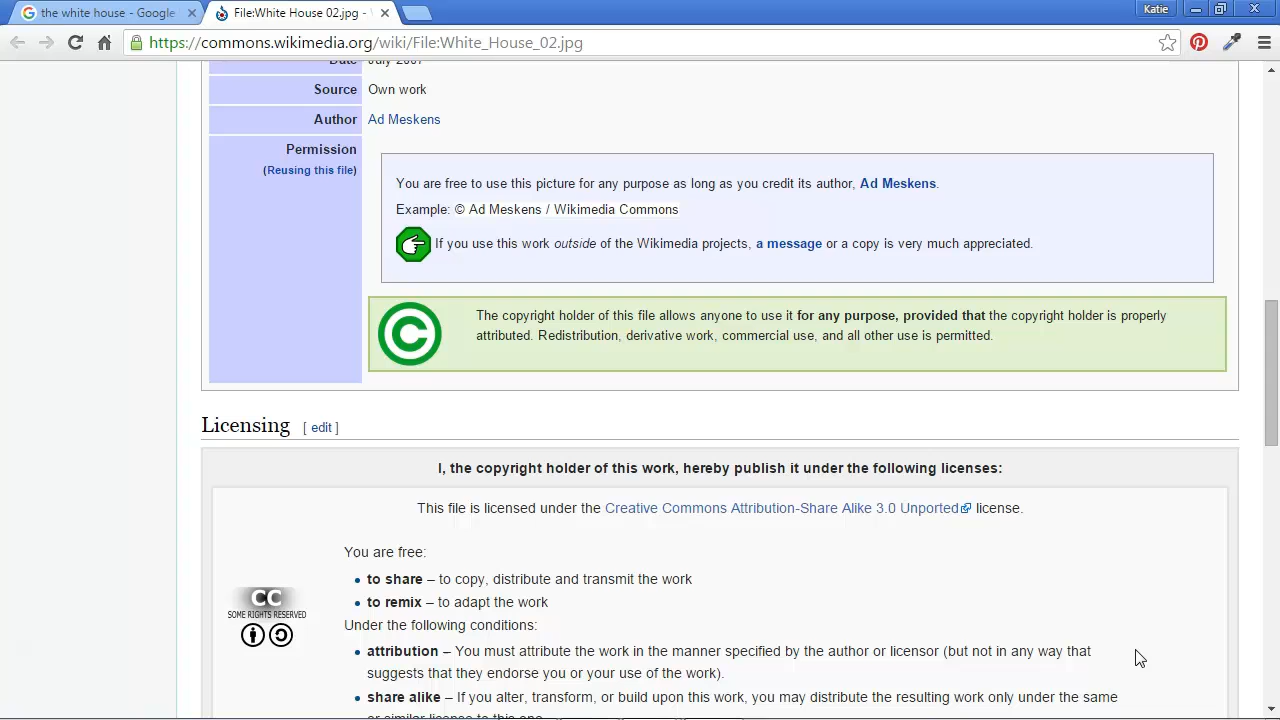 the white house - Google
File:White House 02.jpg -
Katie
https://commons.wikimedia.org/wiki/File:White_House_02.jpg
Date July 2007
Source Own work
Author Ad Meskens
Permission
(Reusing this file)
You are free to use this picture for any purpose as long as you credit its author, Ad Meskens.
Example: © Ad Meskens / Wikimedia Commons
If you use this work outside of the Wikimedia projects, a message or a copy is very much appreciated.
The copyright holder of this file allows anyone to use it for any purpose, provided that the copyright holder is properly
attributed. Redistribution, derivative work, commercial use, and all other use is permitted.
Licensing [ edit ]
I, the copyright holder of this work, hereby publish it under the following licenses:
This file is licensed under the Creative Commons Attribution-Share Alike 3.0 Unported license.
You are free:
• to share – to copy, distribute and transmit the work
• to remix – to adapt the work
Under the following conditions:
• attribution – You must attribute the work in the manner specified by the author or licensor (but not in any way that
suggests that they endorse you or your use of the work).
• share alike – If you alter, transform, or build upon this work, you may distribute the resulting work only under the same
or similar license to this one.
CC
SOME RIGHTS RESERVED